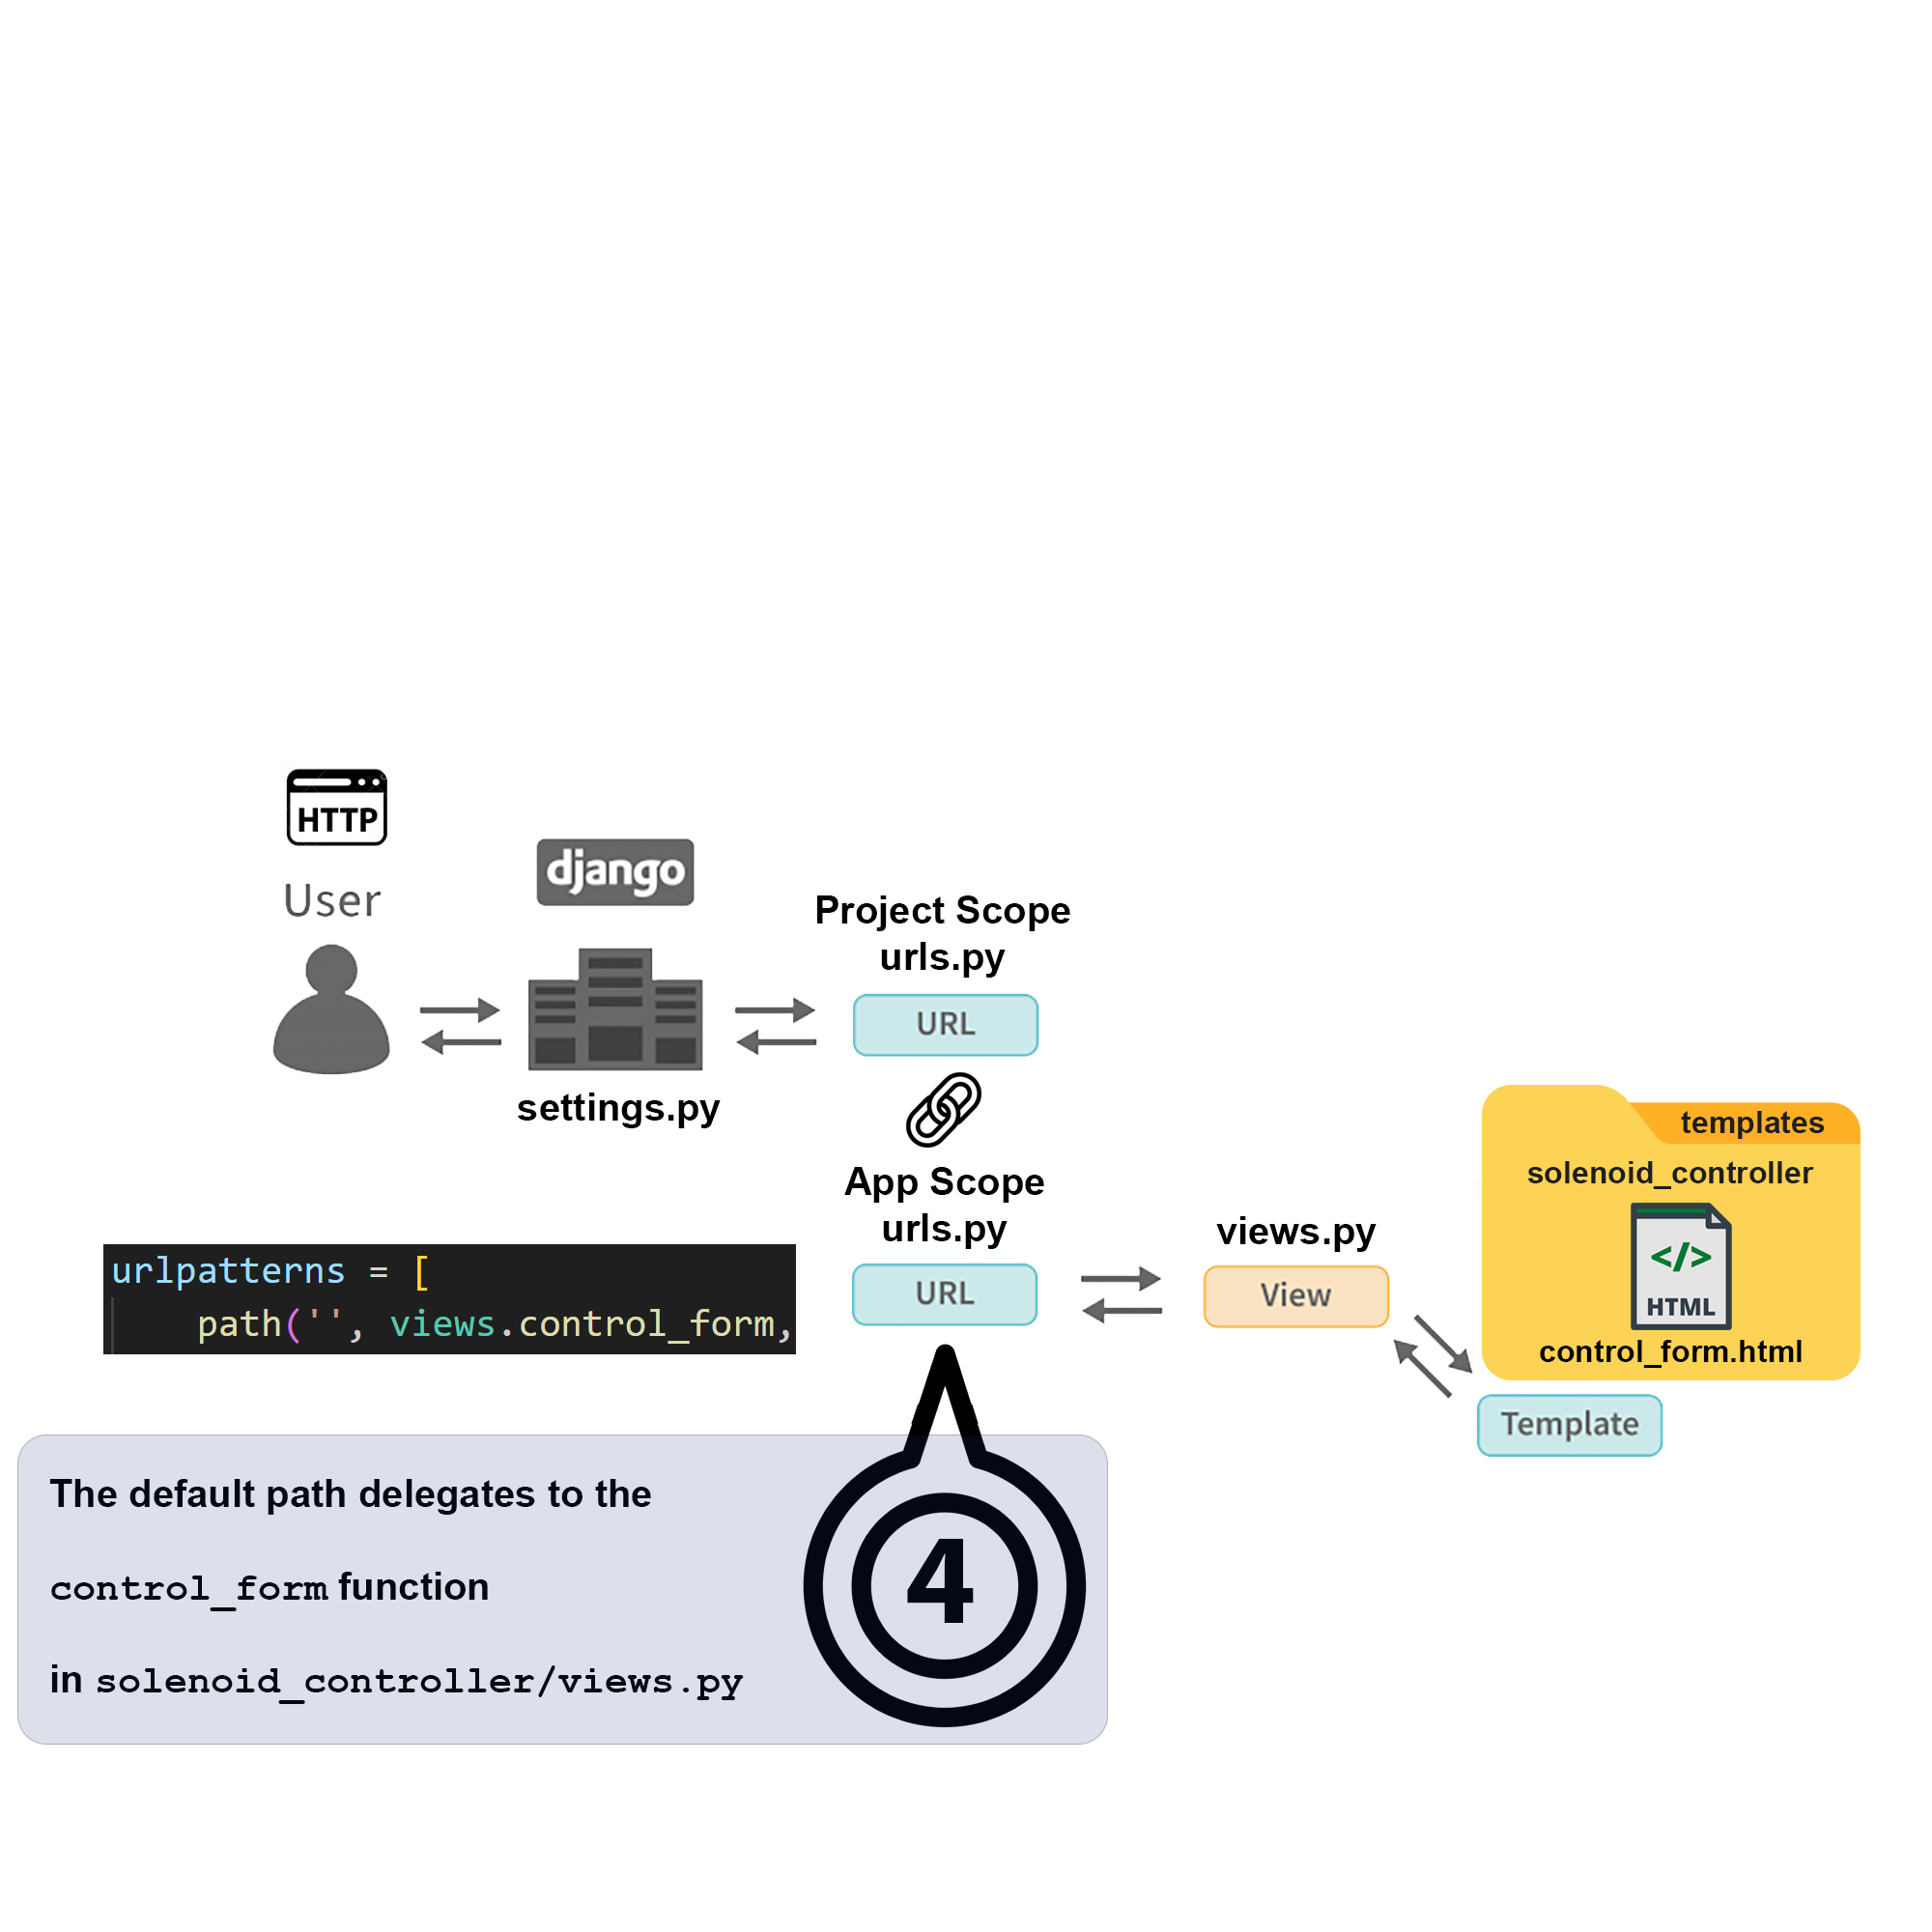 HTTP
User
django
settings.py
Project Scope
urls.py
URL
App Scope
urls.py
URL
views.py
View
templates
solenoid_controller
HTML
control_form.html
Template
urlpatterns = [
path('', views.control_form,
The default path delegates to the
control_form function
in solenoid_controller/views.py
4